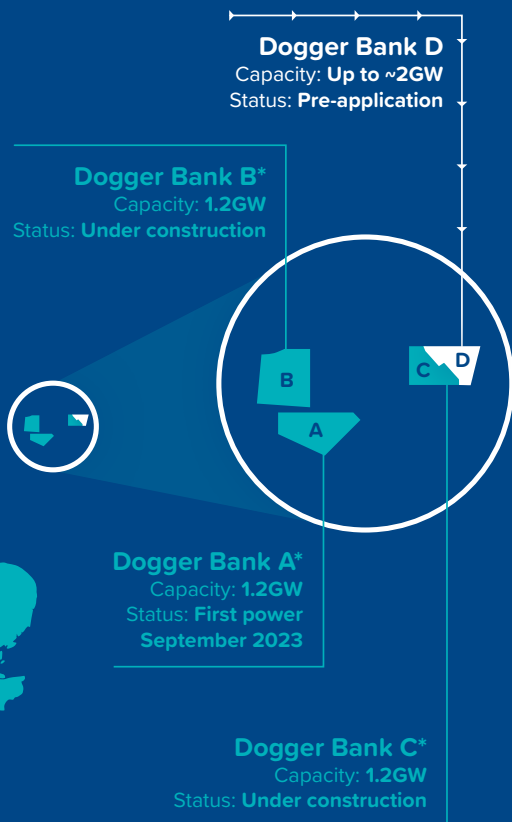 Dogger Bank D
Capacity: Up to ~2GW
Status: Pre-application
Dogger Bank B*
Capacity: 1.2GW
Status: Under construction
B
C
D
A
Dogger Bank A*
Capacity: 1.2GW
Status: First power
September 2023
Dogger Bank C*
Capacity: 1.2GW
Status: Under construction